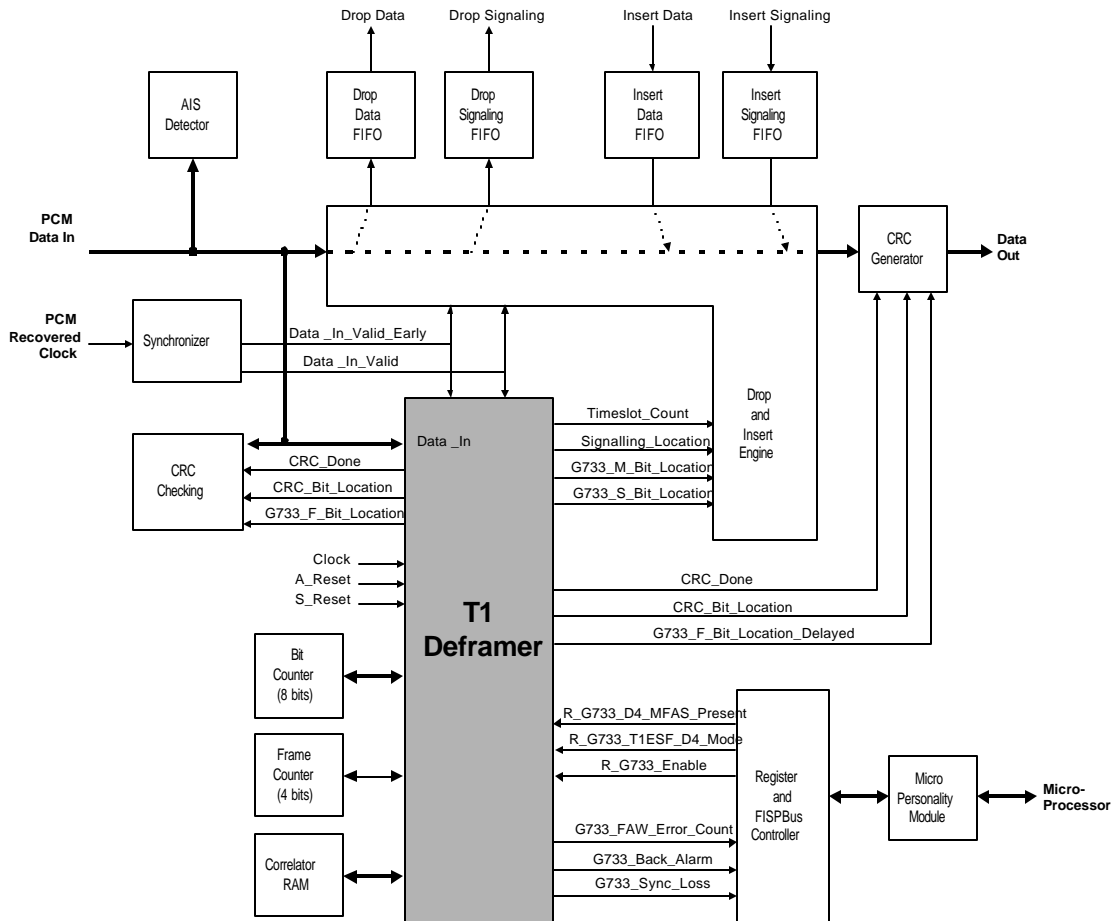 Drop Data
Drop Signaling
Insert Data
Insert Signaling
AIS
Detector
Drop
Data
FIFO
Drop
Signaling
FIFO
Insert
Data
FIFO
Insert
Signaling
FIFO
PCM
Data In
CRC
Generator
Data
Out
PCM
Recovered
Clock
Synchronizer
Data _In_Valid_Early
Data _In_Valid
Drop
and
Insert
Engine
Data _In
Timeslot_Count
Signalling_Location
G733_M_Bit_Location
G733_S_Bit_Location
CRC
Checking
CRC_Done
CRC_Bit_Location
G733_F_Bit_Location
Clock
A_Reset
S_Reset
T1
Deframer
CRC_Done
CRC_Bit_Location
G733_F_Bit_Location_Delayed
Bit
Counter
(8 bits)
Frame
Counter
(4 bits)
Correlator
RAM
R_G733_D4_MFAS_Present
R_G733_T1ESF_D4_Mode
R_G733_Enable
G733_FAW_Error_Count
G733_Back_Alarm
G733_Sync_Loss
Register
and
FISPBus
Controller
Micro
Personality
Module
Micro-
Processor